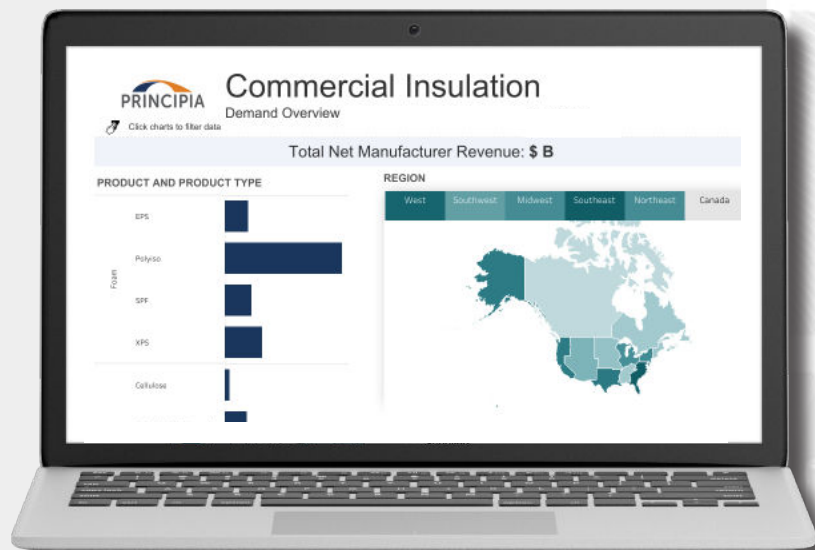 PRINCIPIA
Commercial Insulation
Demand Overview
Click charts to filter data
Total Net Manufacturer Revenue: $ B
PRODUCT AND PRODUCT TYPE
REGION
West Southwest Midwest Southeast Northeast Canada
Foam
EPS
Polyiso
SPF
XPS
Cellulose